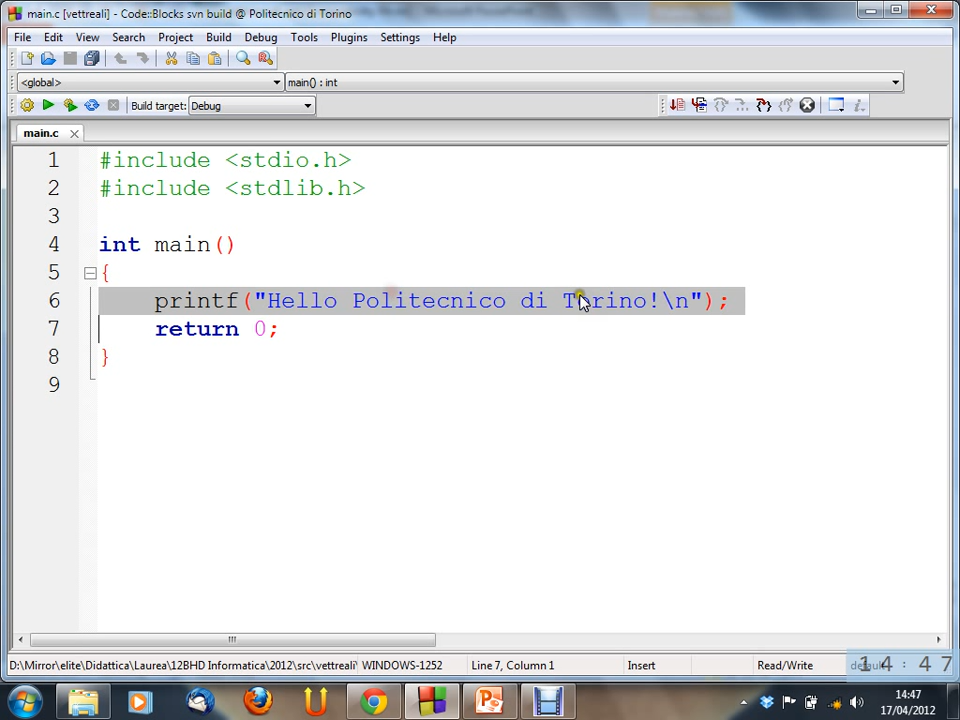 main.c [vettreali] - Code::Blocks svn build @ Politecnico di Torino
File Edit View Search Project Build Debug Tools Plugins Settings Help
<global> main() : int
Build target: Debug
main.c
1 #include <stdio.h>
2 #include <stdlib.h>
3
4 int main()
5 {
6 printf("Hello Politecnico di Torino!\n");
7 return 0;
8 }
9
D:\Mirror\elite\Didattica\Laurea\12BHD Informatica\2012\src\vettreali\ WINDOWS-1252 Line 7, Column 1 Insert Read/Write
14:47
14:47
17/04/2012